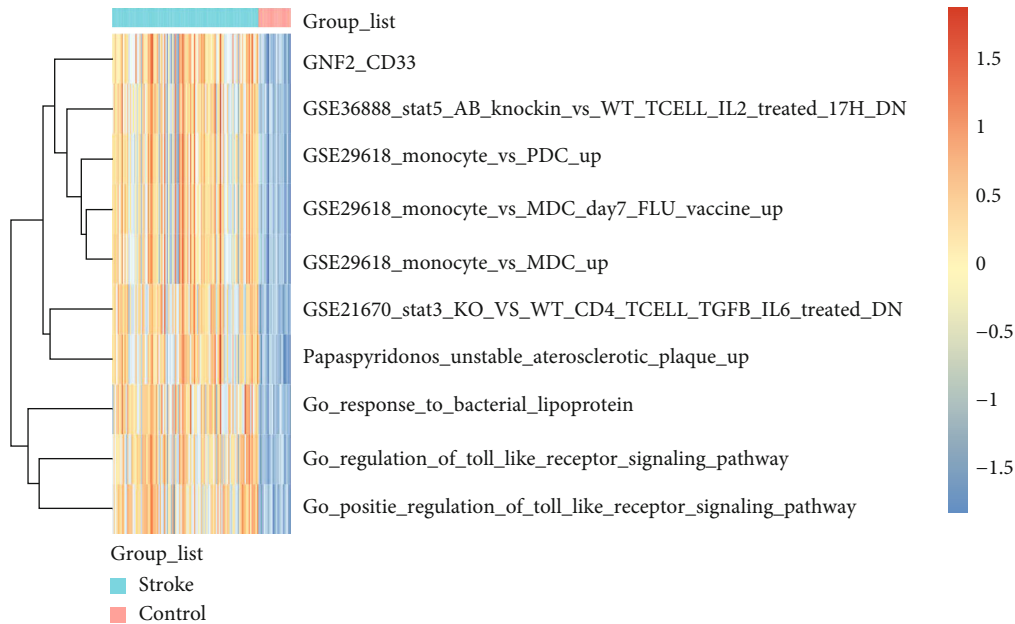 Group_list
GNF2_CD33
GSE36888_stat5_AB_knockin_vs_WT_TCELL_IL2_treated_17H_DN
GSE29618_monocyte_vs_PDC_up
GSE29618_monocyte_vs_MDC_day7_FLU_vaccine_up
GSE29618_monocyte_vs_MDC_up
GSE21670_stat3_KO_VS_WT_CD4_TCELL_TGFB_IL6_treated_DN
Papaspyridonos_unstable_aterosclerotic_plaque_up
Go_response_to_bacterial_lipoprotein
Go_regulation_of_toll_like_receptor_signaling_pathway
Go_positie_regulation_of_toll_like_receptor_signaling_pathway
1.5
1
0.5
0
−0.5
−1
−1.5
Group_list
Stroke
Control